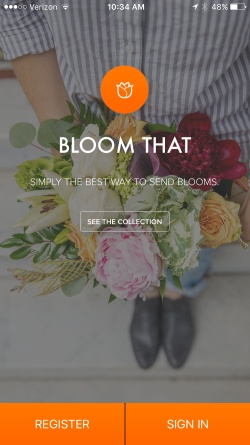 Verizon 10:34 AM 48%
BLOOM THAT
SIMPLY THE BEST WAY TO SEND BLOOMS.
SEE THE COLLECTION
REGISTER SIGN IN